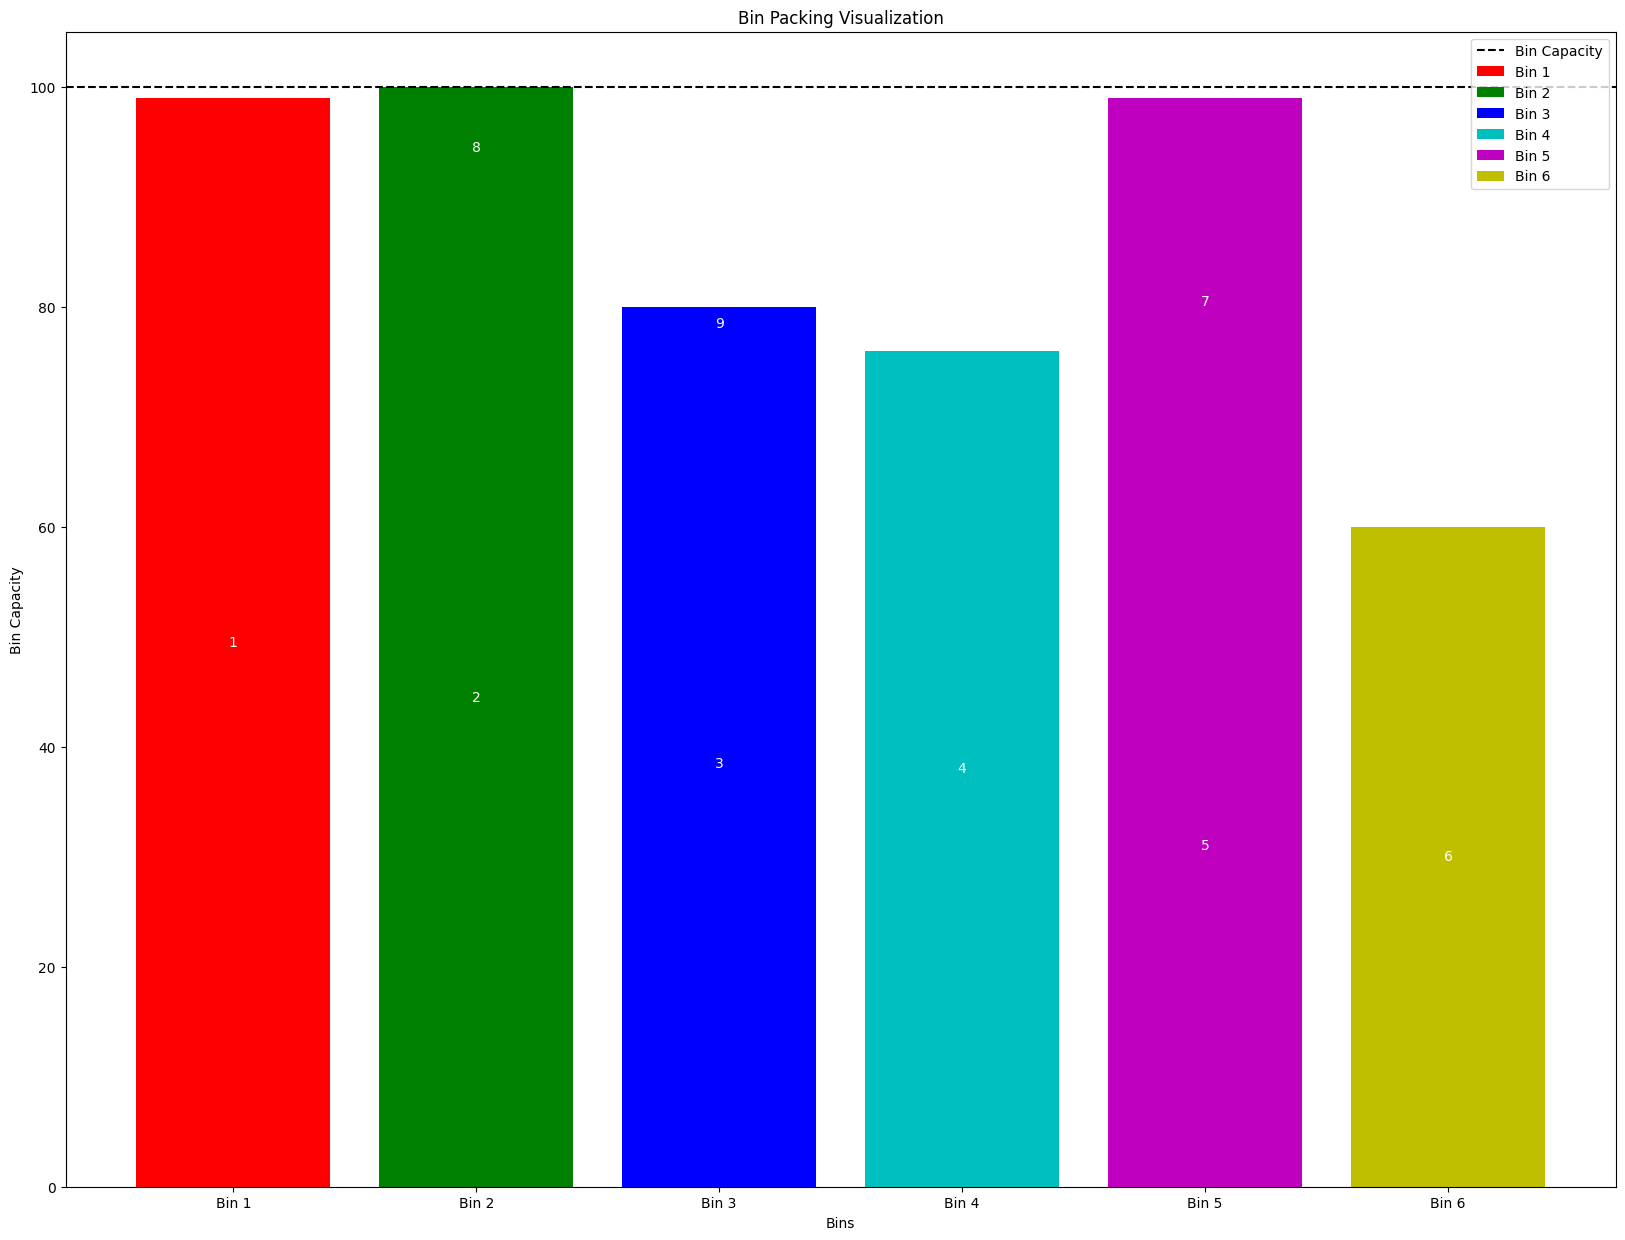 Bin Packing Visualization
Bin Capacity
100
80
60
40
20
0
1
8
2
9
3
4
7
5
6
Bin Capacity
Bin 1
Bin 2
Bin 3
Bin 4
Bin 5
Bin 6
Bin 1
Bin 2
Bin 3
Bin 4
Bin 5
Bin 6
Bins